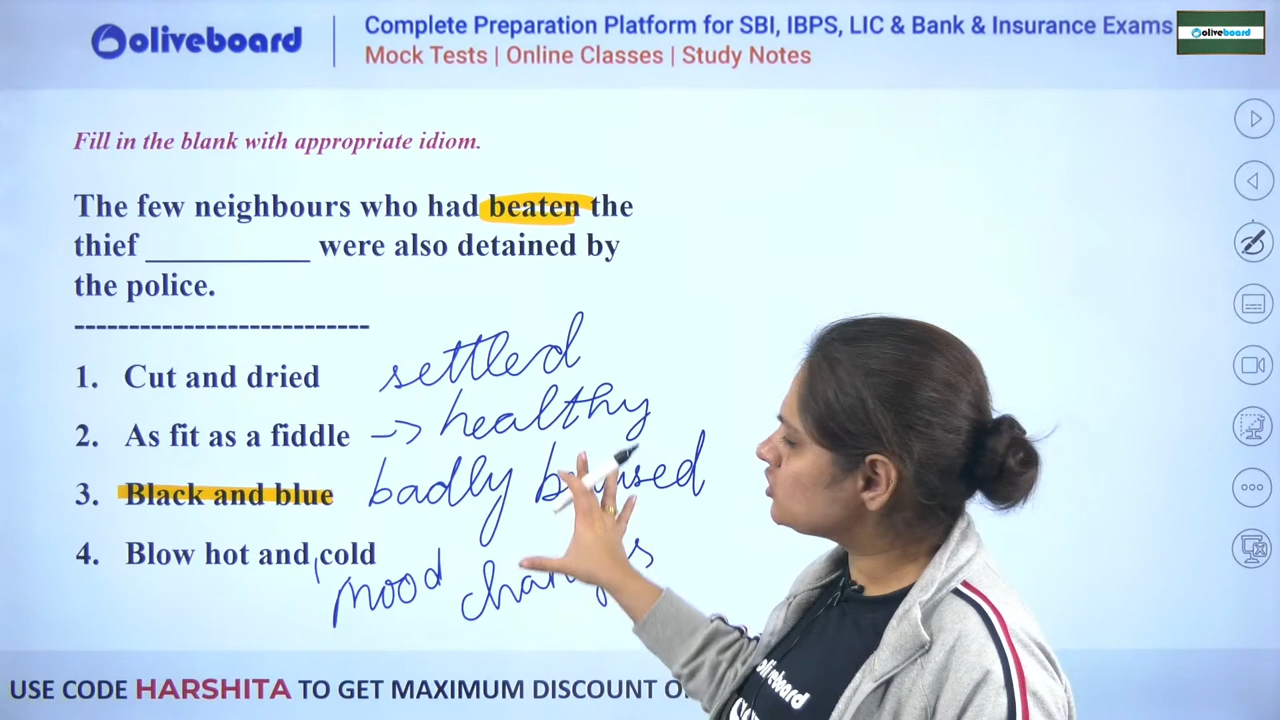 oliveboard
Complete Preparation Platform for SBI, IBPS, LIC & Bank & Insurance Exams
Mock Tests | Online Classes | Study Notes
oliveboard
Fill in the blank with appropriate idiom.
The few neighbours who had beaten the
thief __________ were also detained by
the police.
---------------------------
1. Cut and dried settled
2. As fit as a fiddle -> healthy
3. Black and blue badly
4. Blow hot and cold
mood
USE CODE HARSHITA TO GET MAXIMUM DISCOUNT
oliveboard